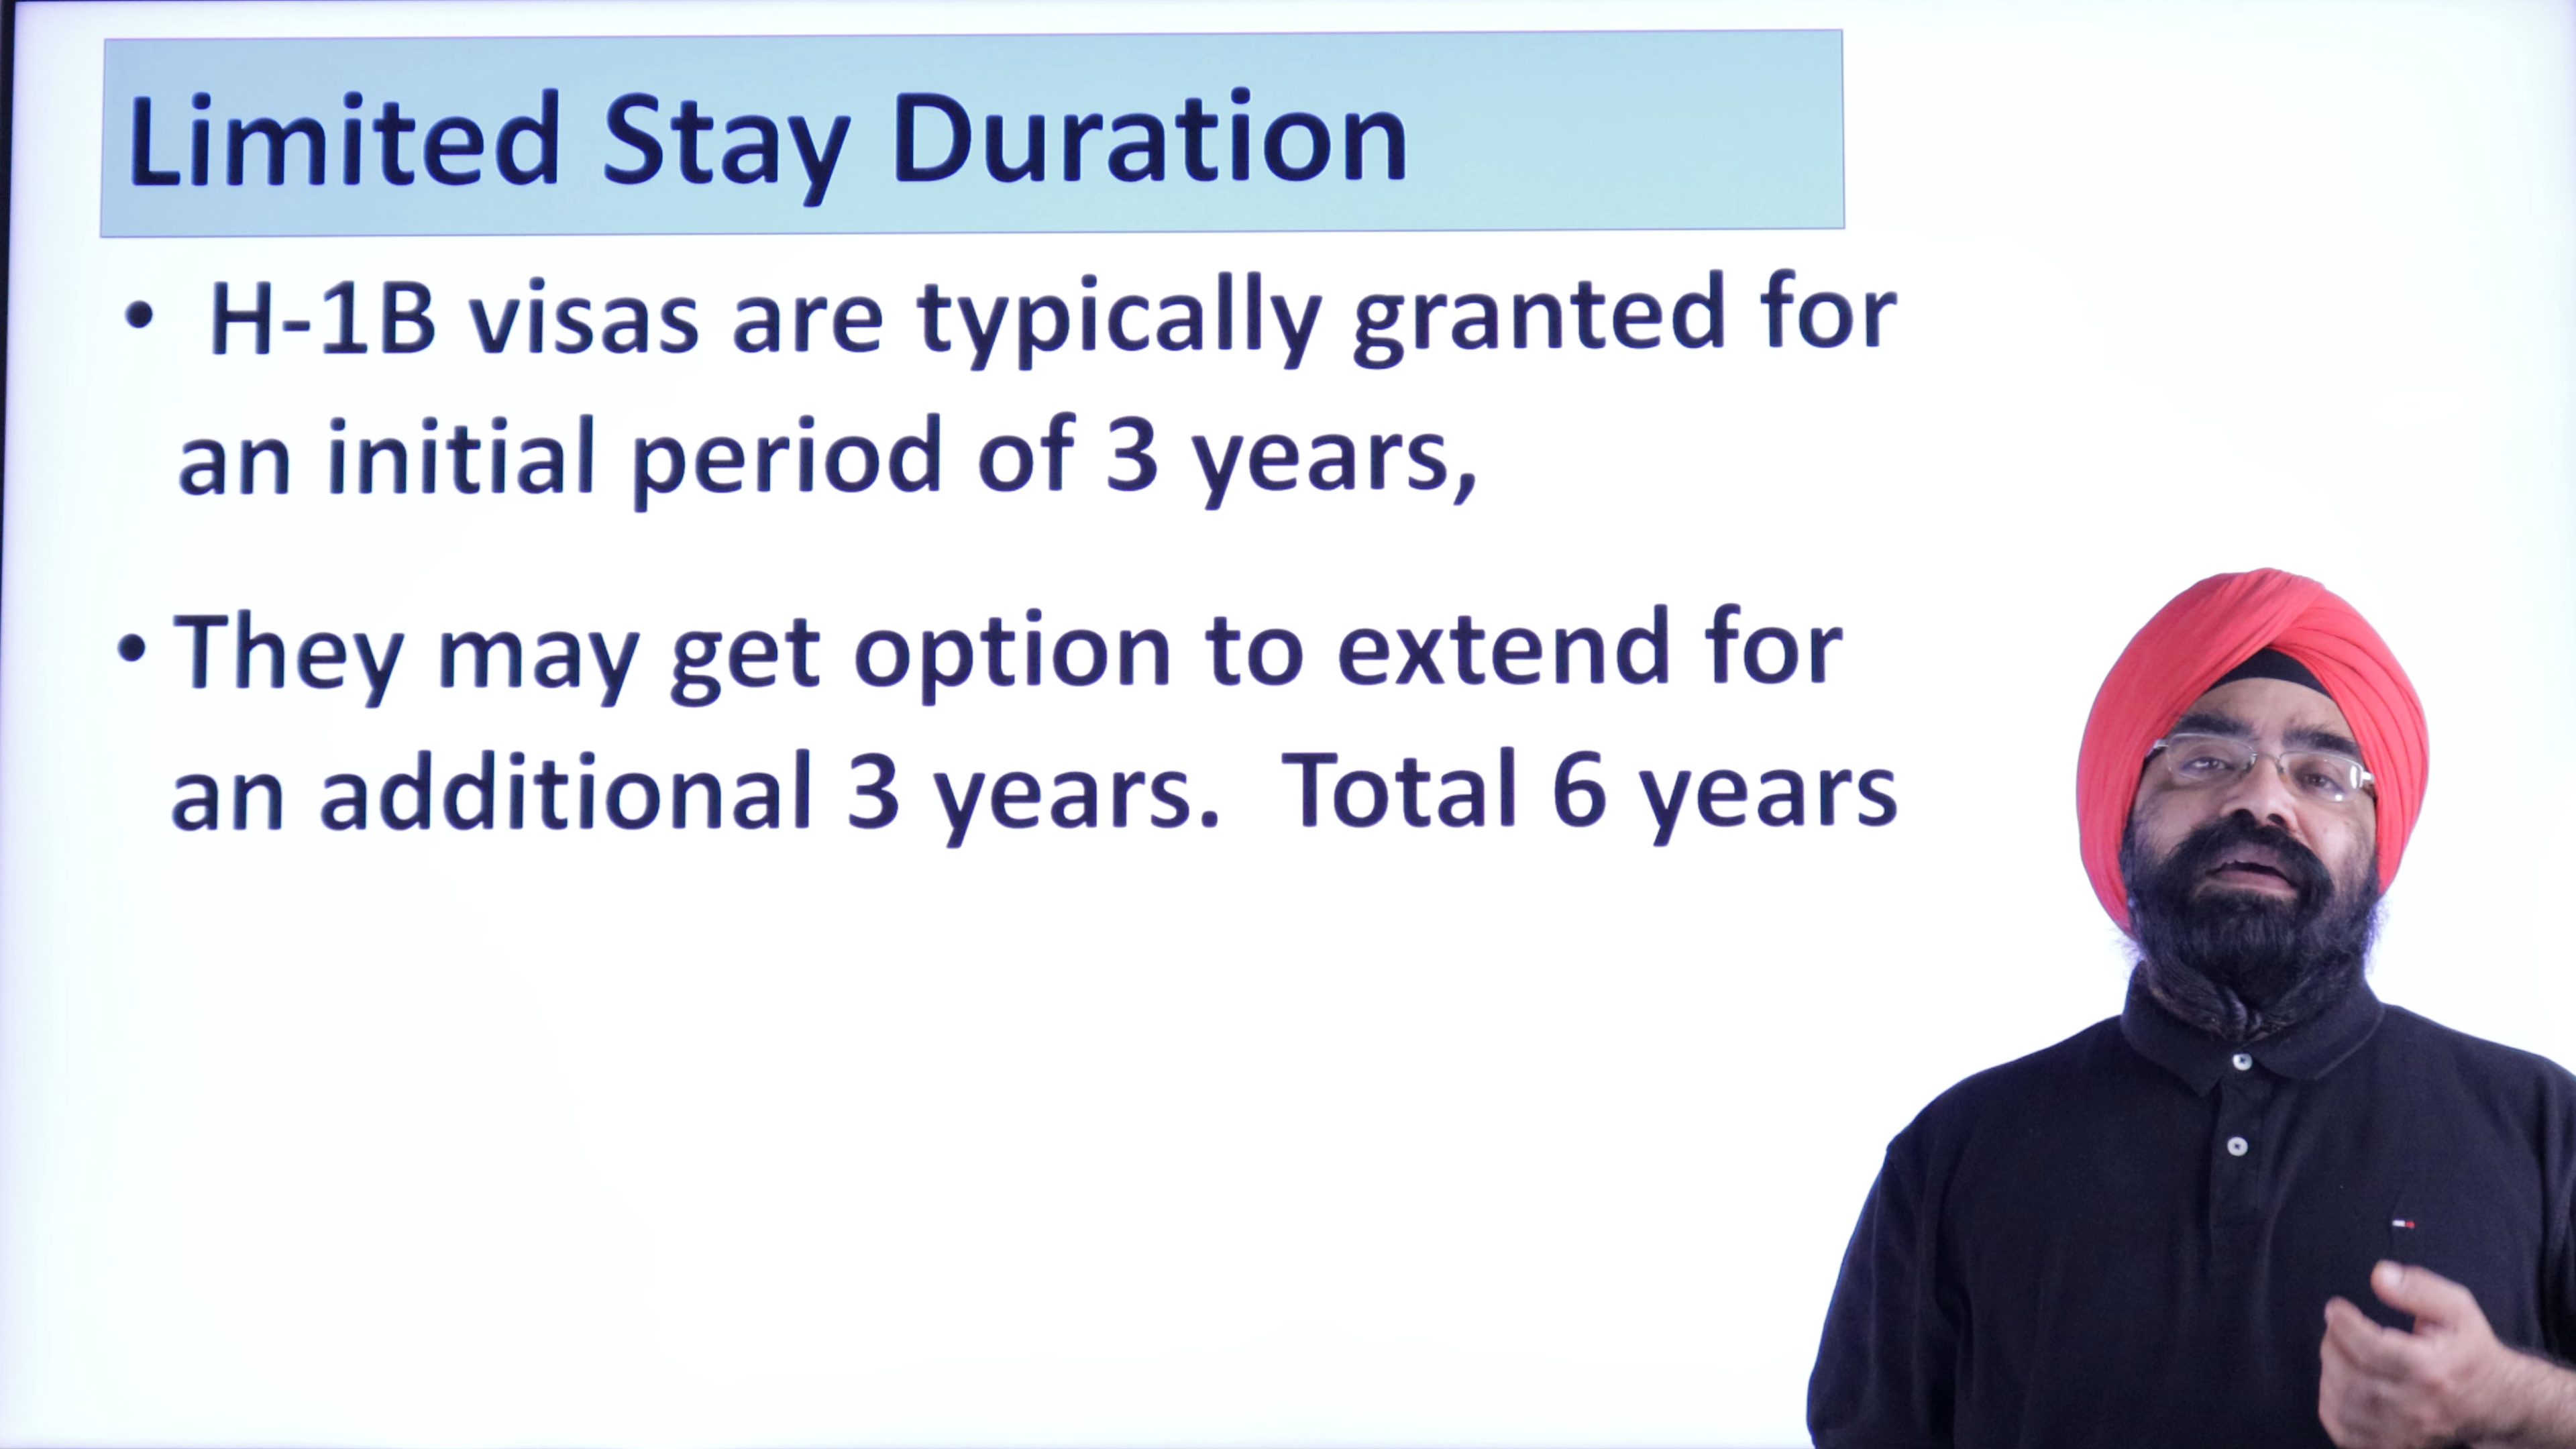 Limited Stay Duration
• H-1B visas are typically granted for
an initial period of 3 years,
• They may get option to extend for
an additional 3 years.  Total 6 years